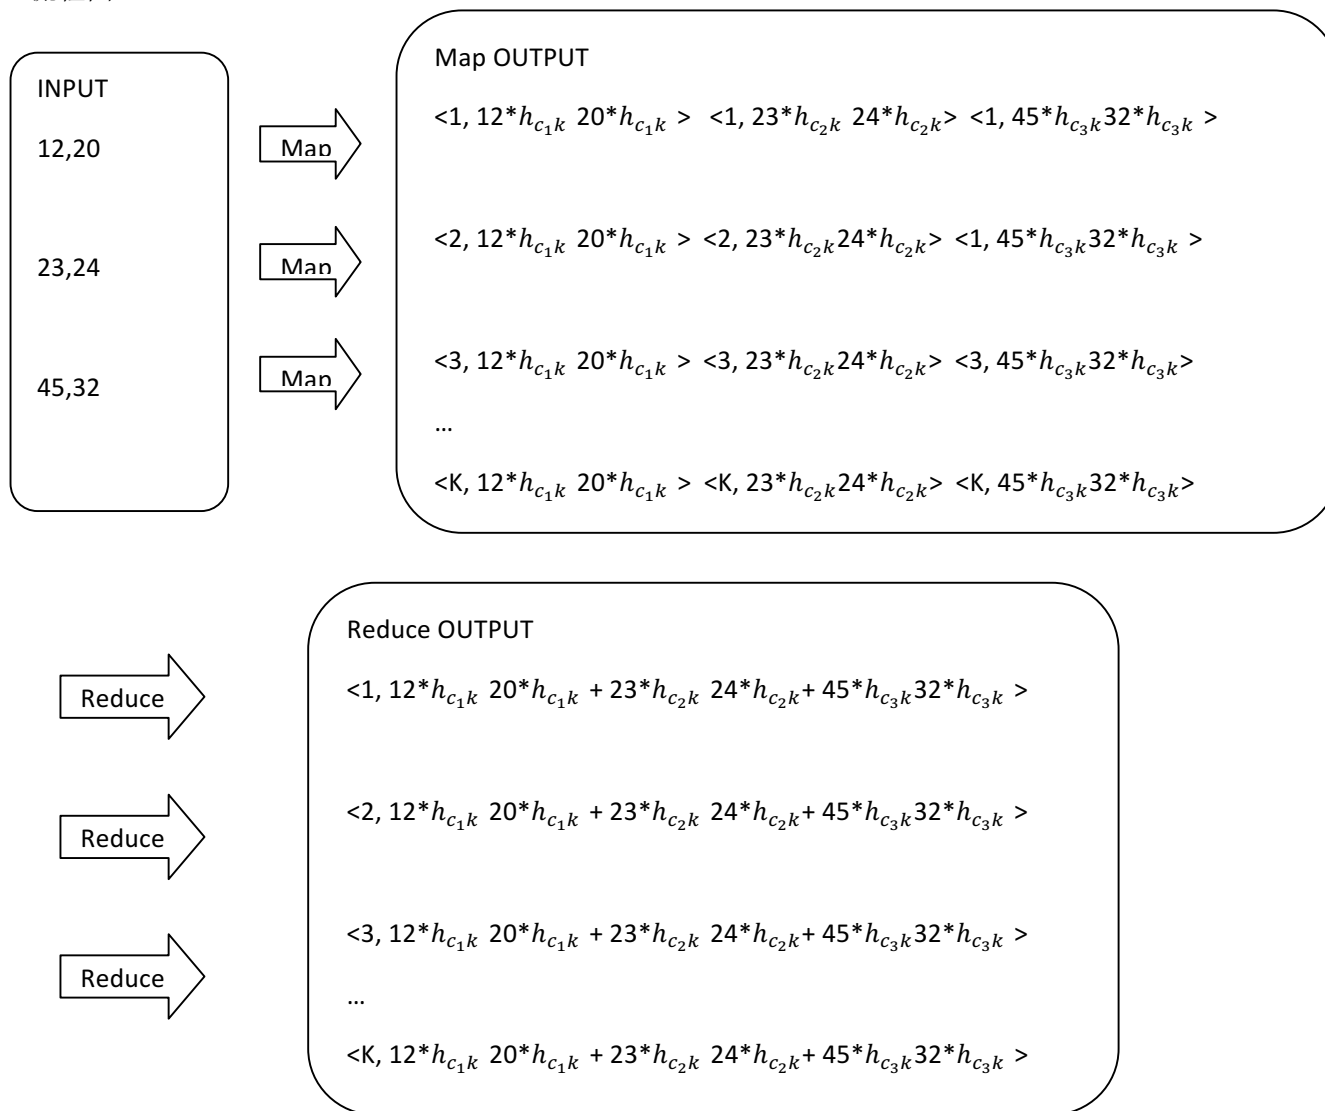 INPUT
12,20
23,24
45,32
Map
Map
Map
Map OUTPUT
<1, 12*h_{c_1k} 20*h_{c_1k} > <1, 23*h_{c_2k} 24*h_{c_2k}> <1, 45*h_{c_3k}32*h_{c_3k} >
<2, 12*h_{c_1k} 20*h_{c_1k} > <2, 23*h_{c_2k}24*h_{c_2k}> <1, 45*h_{c_3k}32*h_{c_3k} >
<3, 12*h_{c_1k} 20*h_{c_1k} > <3, 23*h_{c_2k}24*h_{c_2k}> <3, 45*h_{c_3k}32*h_{c_3k}>
...
<K, 12*h_{c_1k} 20*h_{c_1k} > <K, 23*h_{c_2k}24*h_{c_2k}> <K, 45*h_{c_3k}32*h_{c_3k}>
Reduce
Reduce
Reduce
Reduce OUTPUT
<1, 12*h_{c_1k} 20*h_{c_1k} + 23*h_{c_2k} 24*h_{c_2k}+ 45*h_{c_3k}32*h_{c_3k} >
<2, 12*h_{c_1k} 20*h_{c_1k} + 23*h_{c_2k} 24*h_{c_2k}+ 45*h_{c_3k}32*h_{c_3k} >
<3, 12*h_{c_1k} 20*h_{c_1k} + 23*h_{c_2k} 24*h_{c_2k}+ 45*h_{c_3k}32*h_{c_3k} >
...
<K, 12*h_{c_1k} 20*h_{c_1k} + 23*h_{c_2k} 24*h_{c_2k}+ 45*h_{c_3k}32*h_{c_3k} >